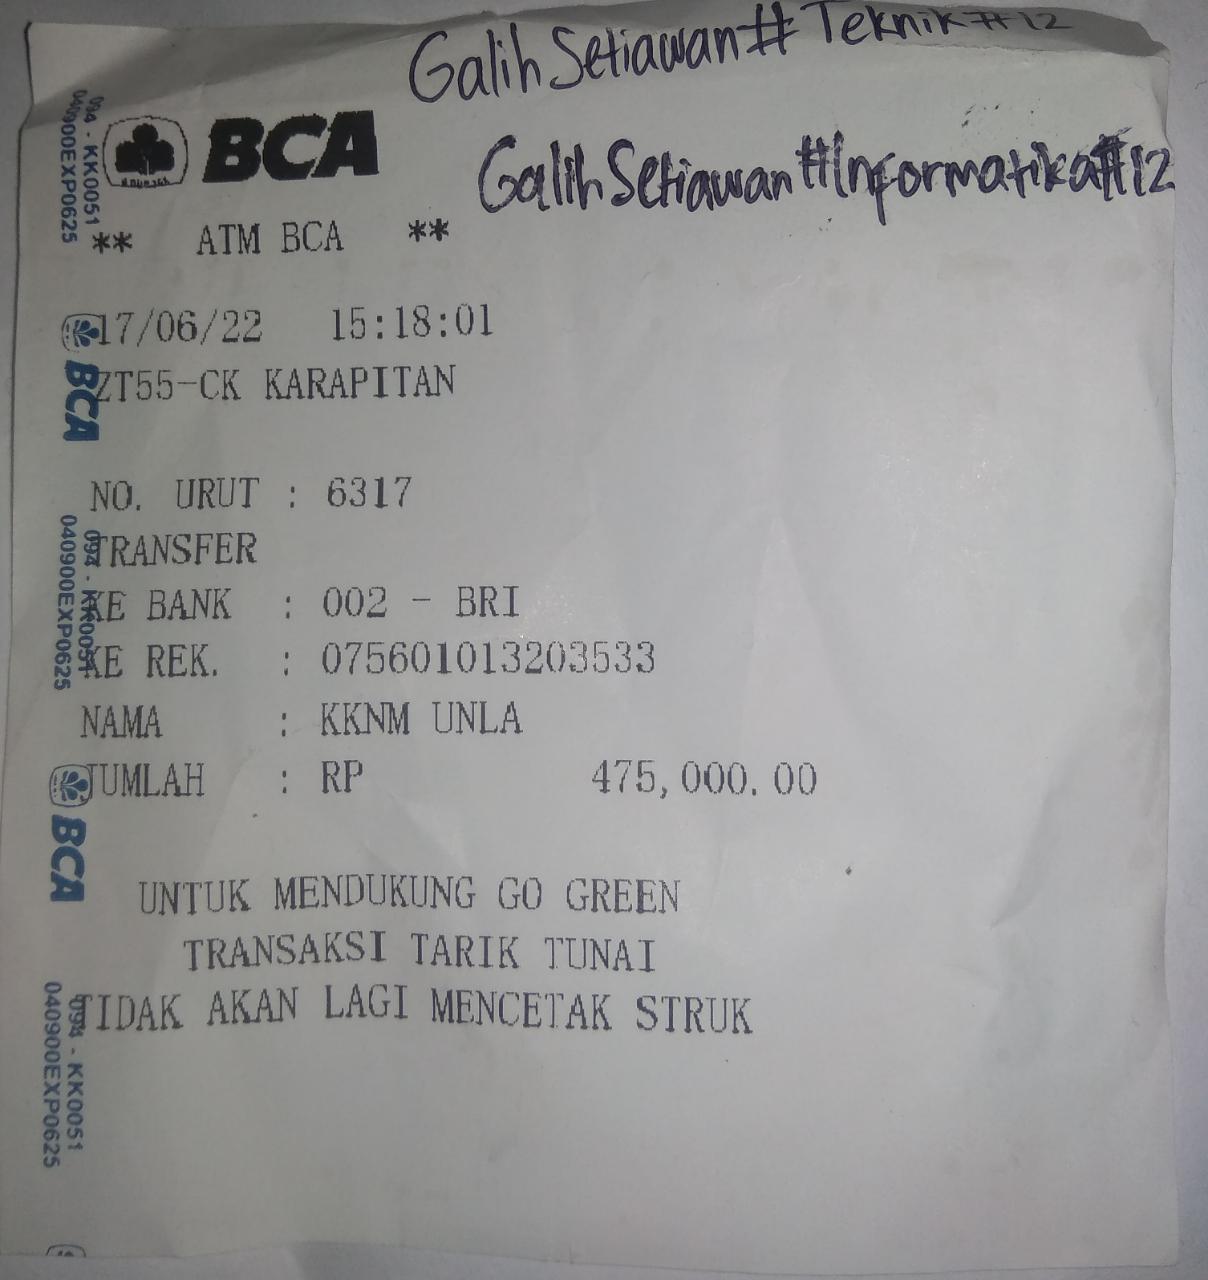 Galih Setiawan#Teknik#12
Galih Setiawan#Informatika#12
BCA
** ATM BCA **
17/06/22 15:18:01
ZT55-CK KARAPITAN
NO. URUT : 6317
TRANSFER
KE BANK : 002 - BRI
KE REK. : 075601013203533
NAMA : KKNM UNLA
JUMLAH : RP 475,000.00
UNTUK MENDUKUNG GO GREEN
TRANSAKSI TARIK TUNAI
TIDAK AKAN LAGI MENCETAK STRUK
094 - KK0051
040900EXP0625
BCA
094 - KK0051
040900EXP0625
BCA
094 - KK0051
040900EXP0625